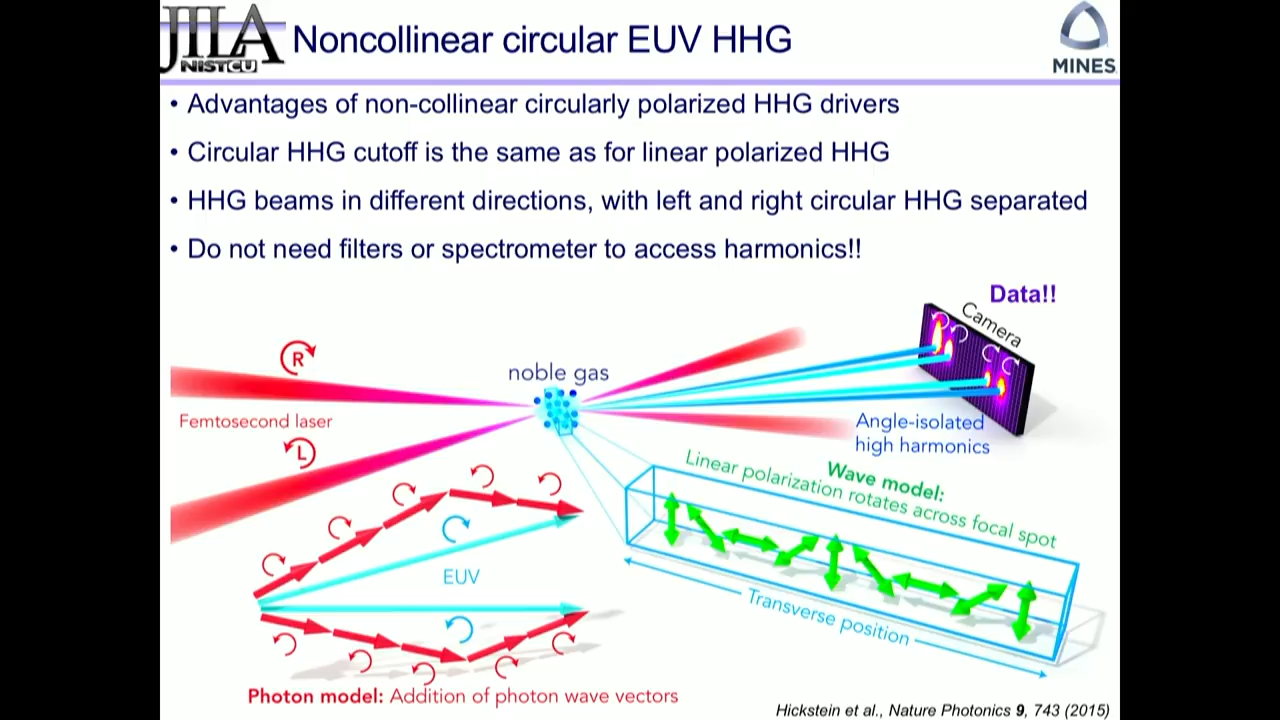 JILA
NIST CU
Noncollinear circular EUV HHG
MINES
• Advantages of non-collinear circularly polarized HHG drivers
• Circular HHG cutoff is the same as for linear polarized HHG
• HHG beams in different directions, with left and right circular HHG separated
• Do not need filters or spectrometer to access harmonics!!
Data!!
Camera
R
noble gas
Femtosecond laser
L
Angle-isolated
high harmonics
Wave model:
Linear polarization rotates across focal spot
EUV
Transverse position
Photon model: Addition of photon wave vectors
Hickstein et al., Nature Photonics 9, 743 (2015)